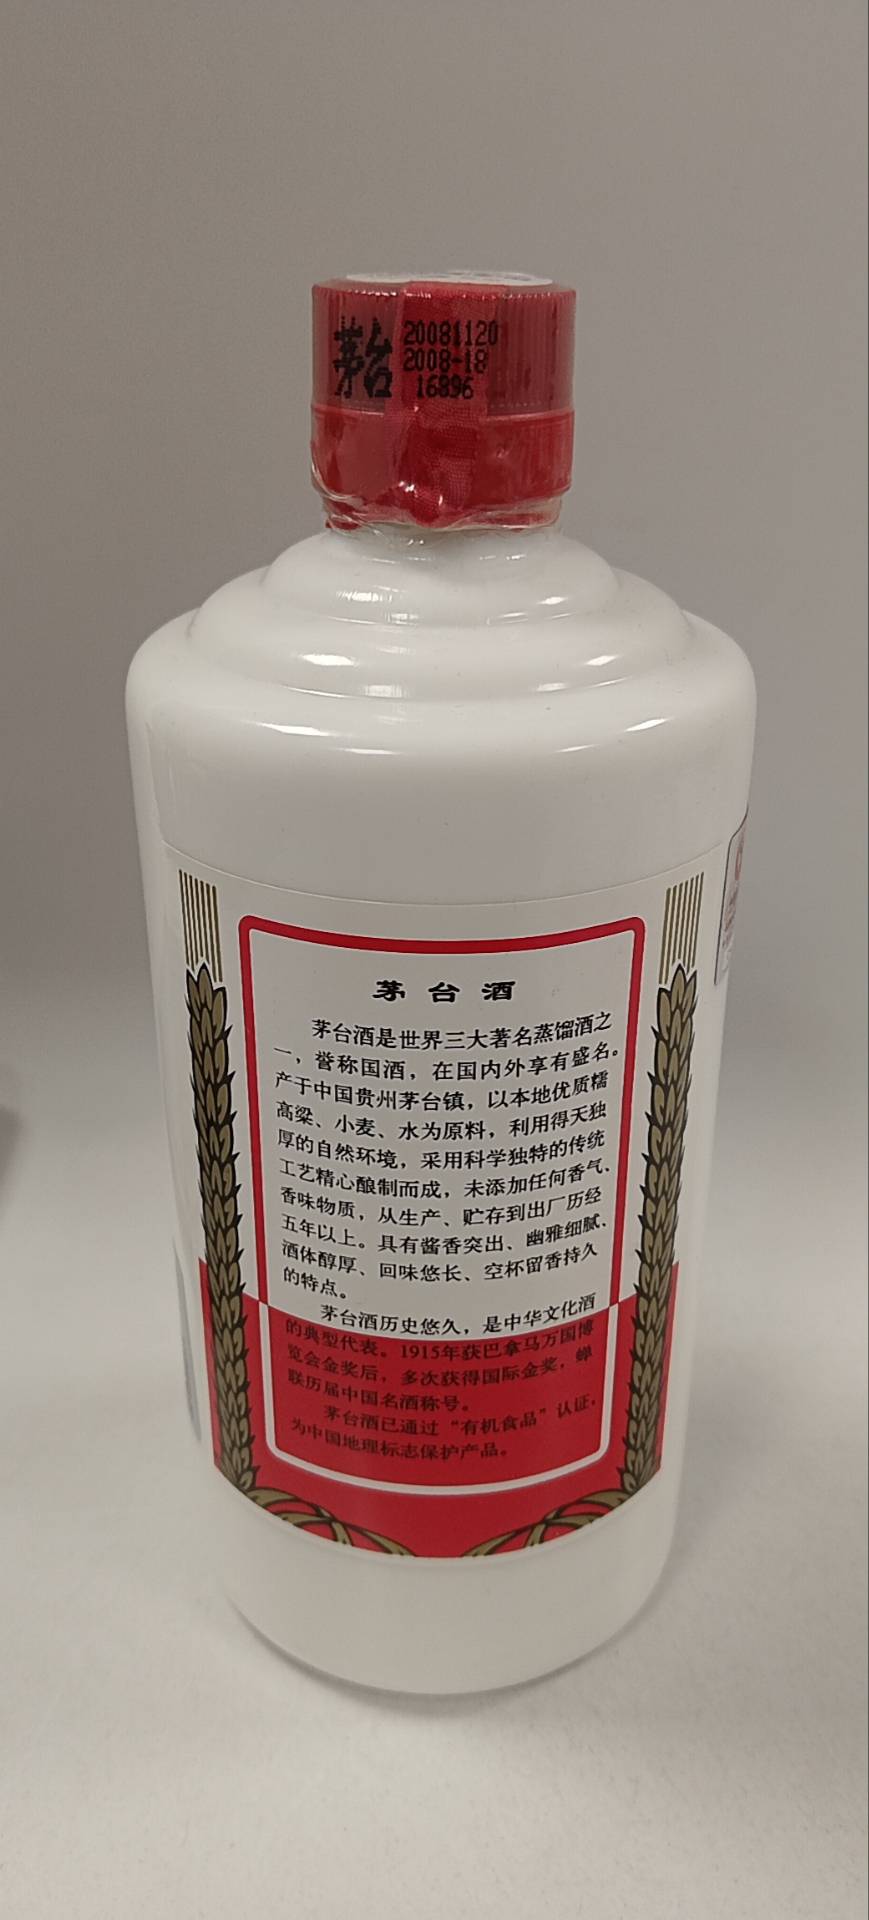 茅台
20081120
2008-18
16896
茅台酒
茅台酒是世界三大著名蒸馏酒之
一，誉称国酒，在国内外享有盛名。
产于中国贵州茅台镇，以本地优质糯
高粱、小麦、水为原料，利用得天独
厚的自然环境，采用科学独特的传统
工艺精心酿制而成，未添加任何香气、
香味物质，从生产、贮存到出厂历经
五年以上。具有酱香突出、幽雅细腻、
酒体醇厚、回味悠长、空杯留香持久
的特点。
茅台酒历史悠久，是中华文化酒
的典型代表。1915年获巴拿马万国博
览会金奖后，多次获得国际金奖，蝉
联历届中国名酒称号。
茅台酒已通过“有机食品”认证，
为中国地理标志保护产品。